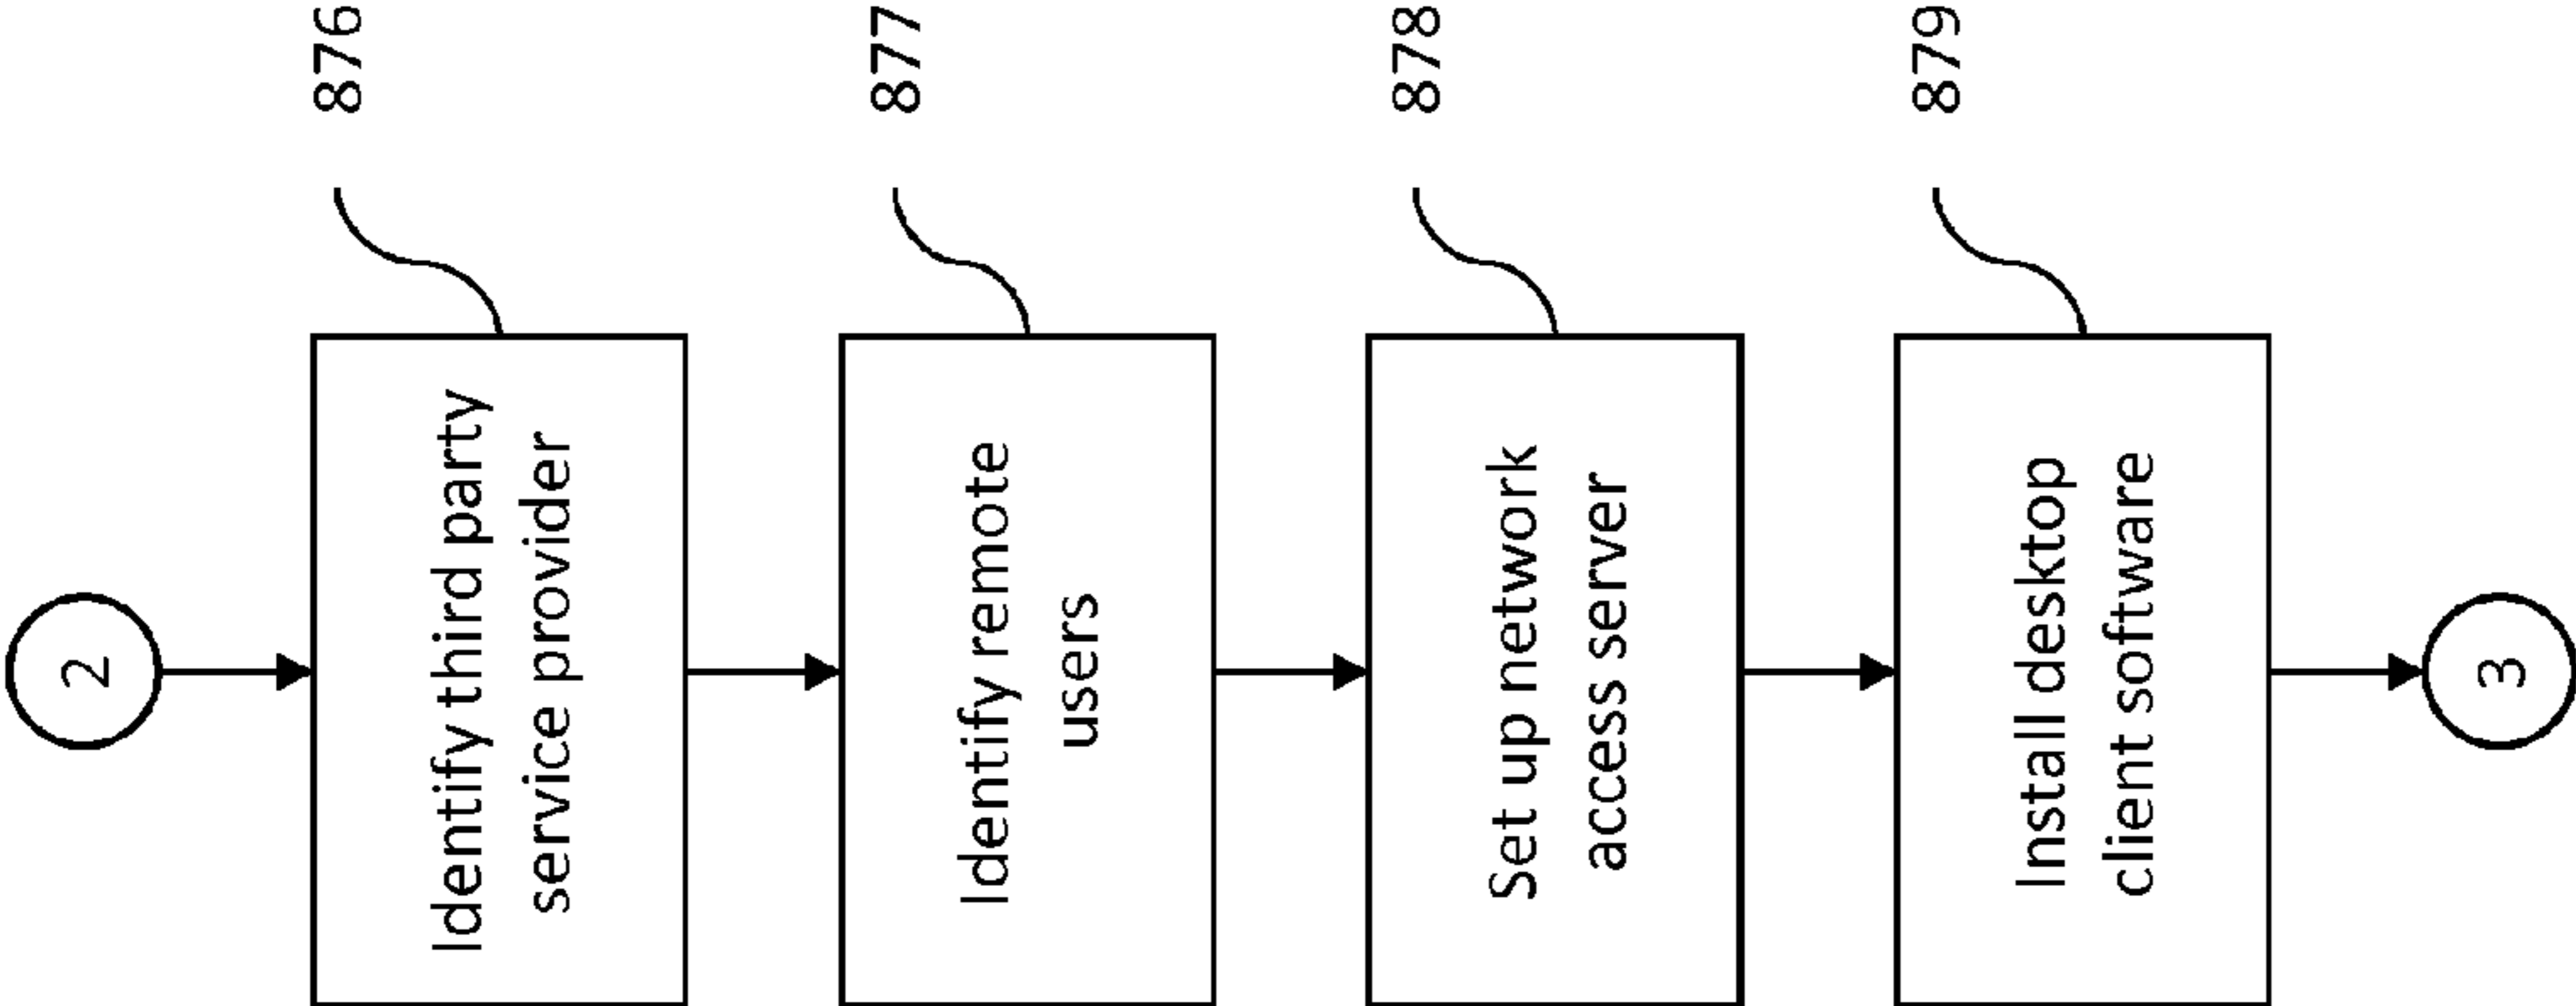 2
876
Identify third party
service provider
877
Identify remote
users
878
Set up network
access server
879
Install desktop
client software
3